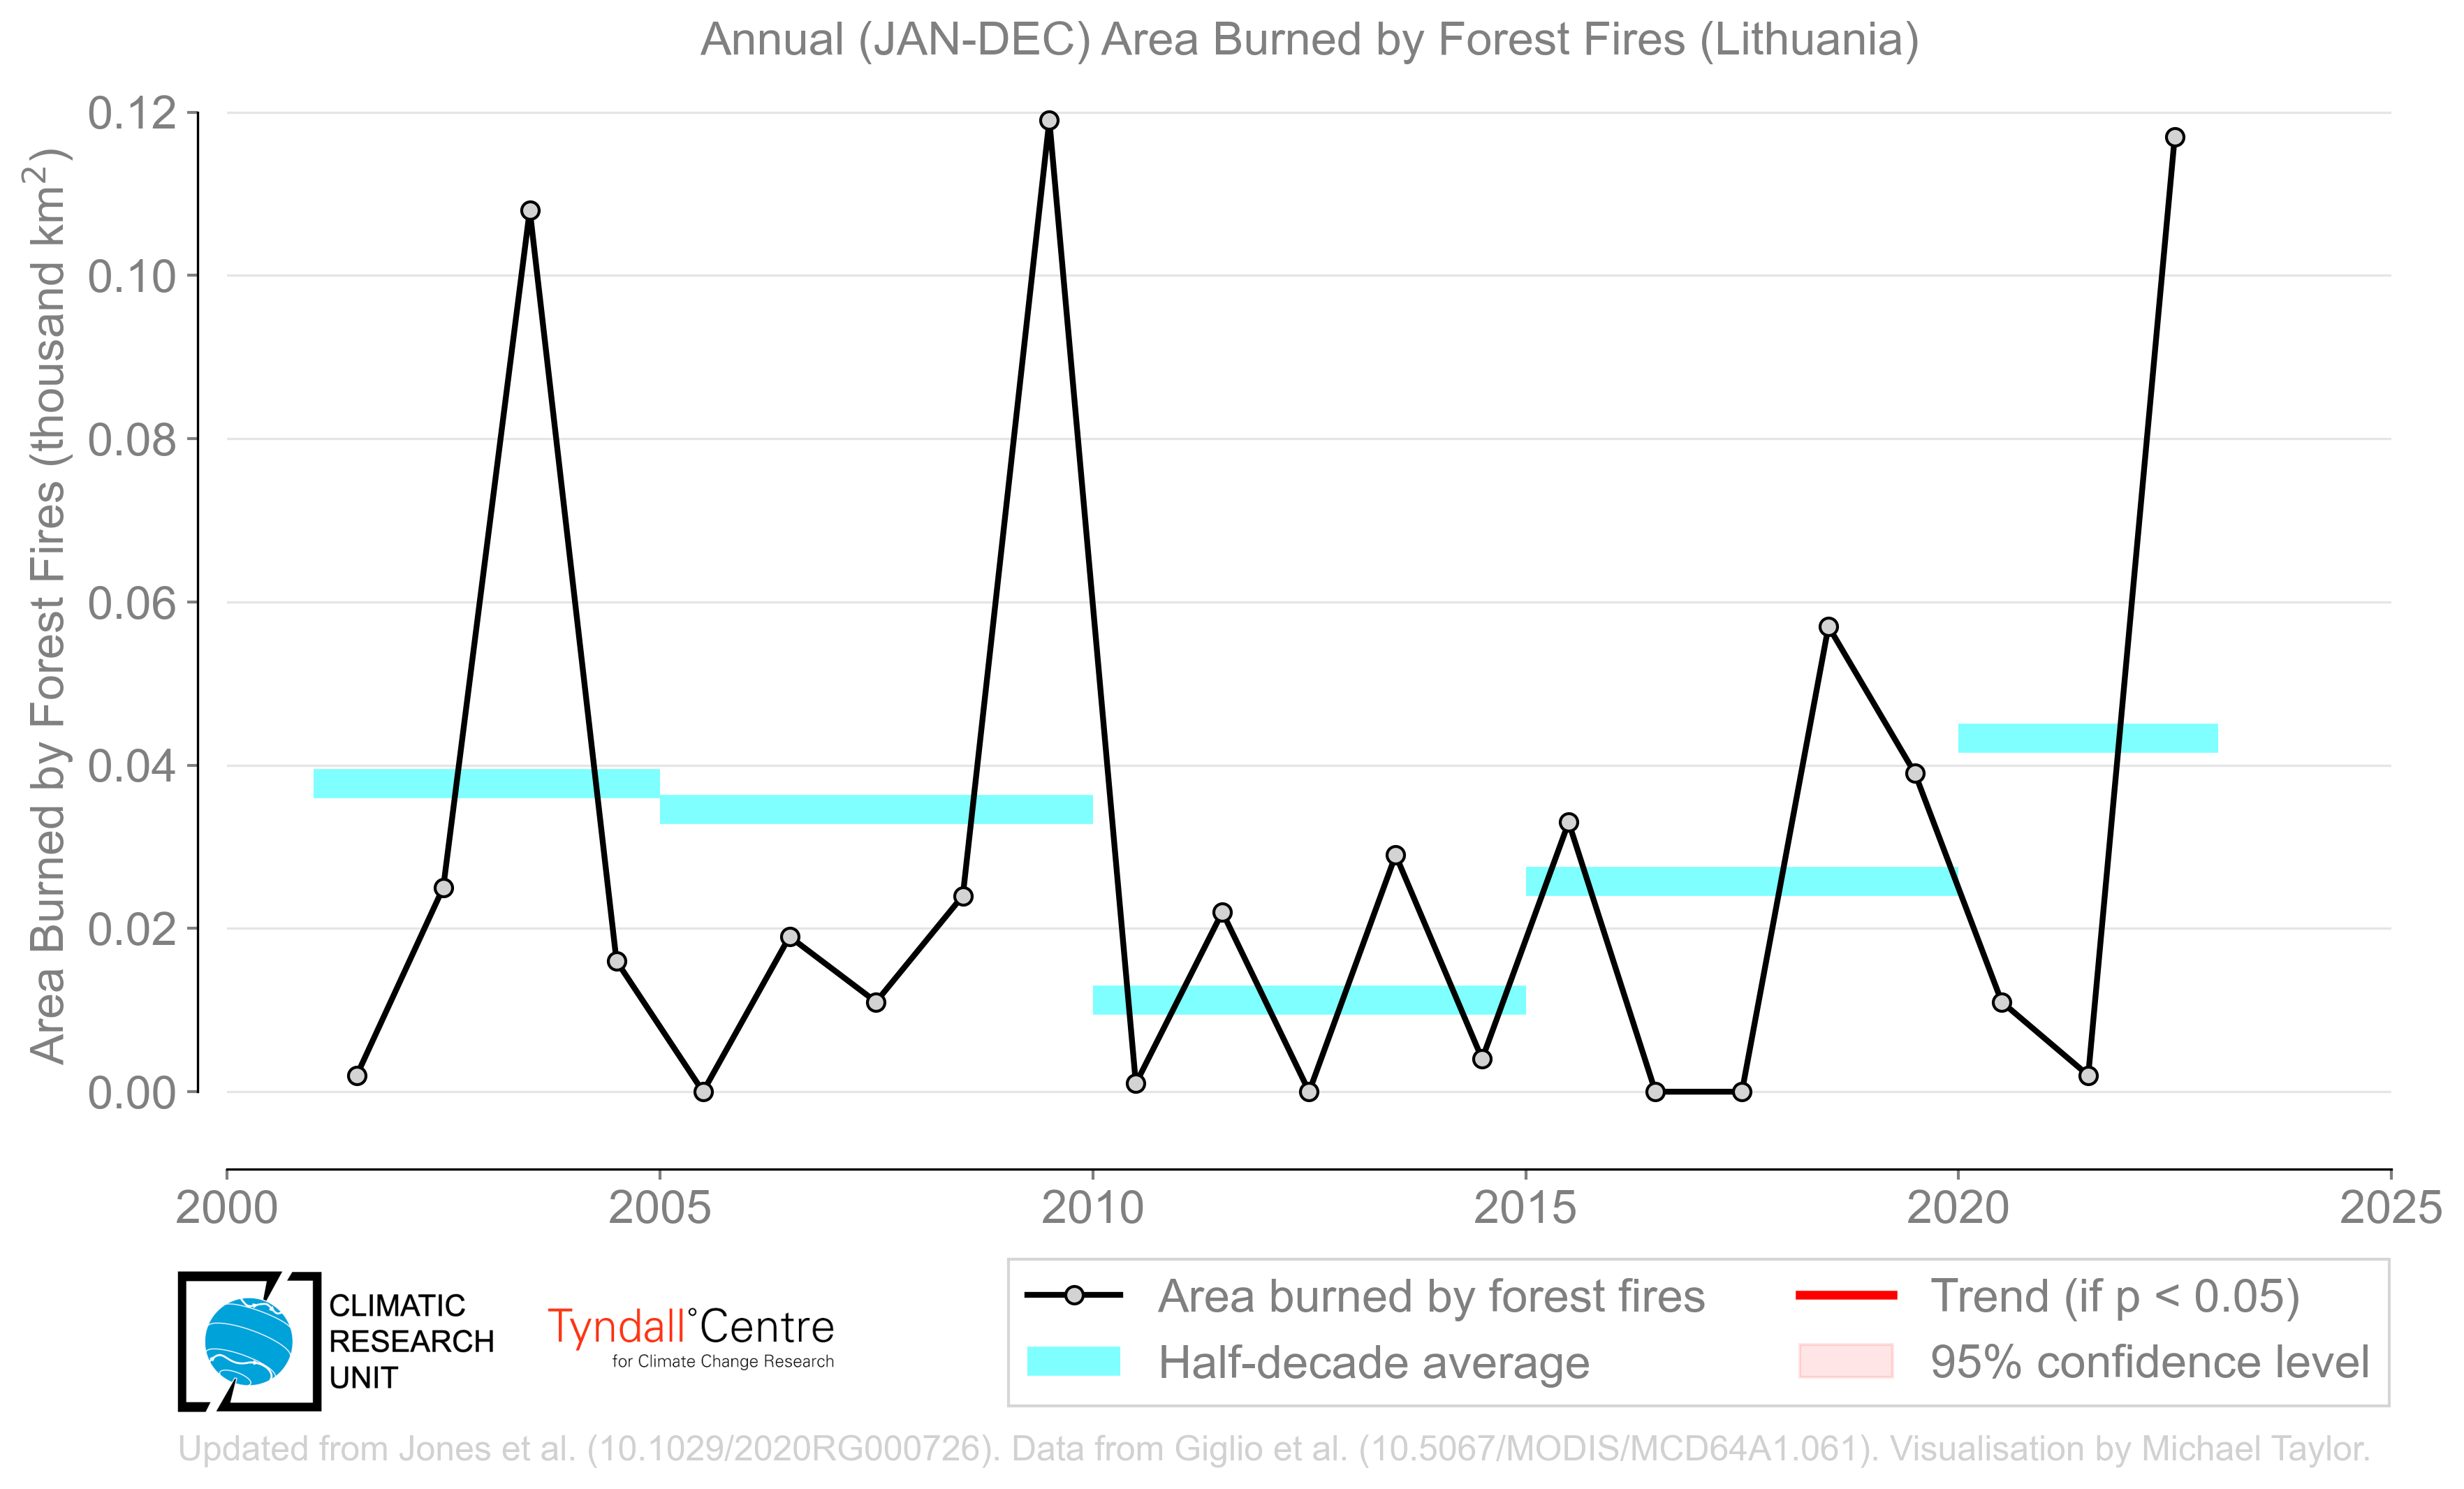 Annual (JAN-DEC) Area Burned by Forest Fires (Lithuania)
Area Burned by Forest Fires (thousand km²)
0.12
0.10
0.08
0.06
0.04
0.02
0.00
2000 2005 2010 2015 2020 2025
CLIMATIC
RESEARCH
UNIT
Tyndall°Centre
for Climate Change Research
Area burned by forest fires
Half-decade average
Trend (if p < 0.05)
95% confidence level
Updated from Jones et al. (10.1029/2020RG000726). Data from Giglio et al. (10.5067/MODIS/MCD64A1.061). Visualisation by Michael Taylor.